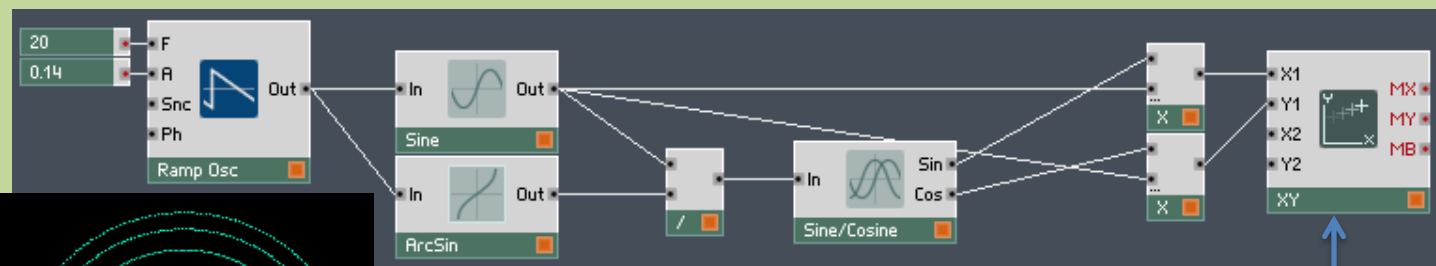 20
0.14
F
A
Snc
Ph
Out
Ramp Osc
In
Out
Sine
In
Out
ArcSin
/
In
Sin
Cos
Sine/Cosine
...
X
...
X
X1
Y1
X2
Y2
MX
MY
MB
Y
X
XY